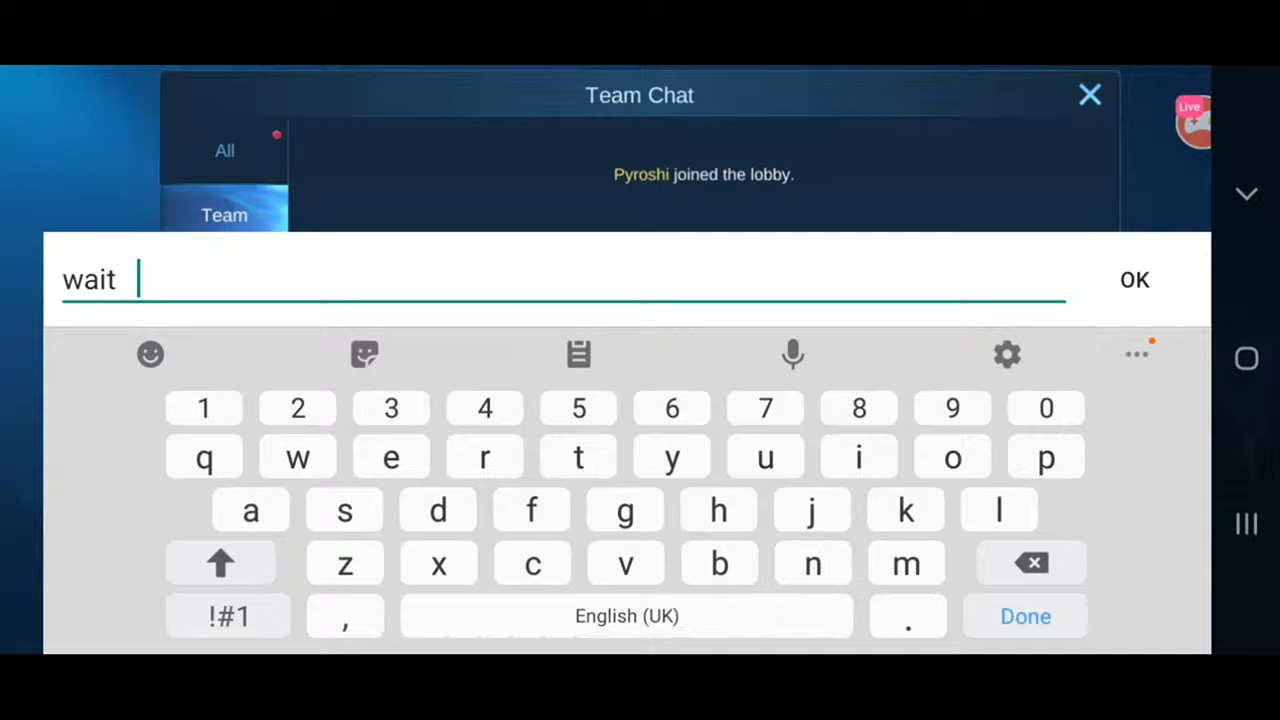 Team Chat
Live
All
Pyroshi joined the lobby.
Team
wait
OK
1 2 3 4 5 6 7 8 9 0
q w e r t y u i o p
a s d f g h j k l
z x c v b n m
!#1 , English (UK) . Done